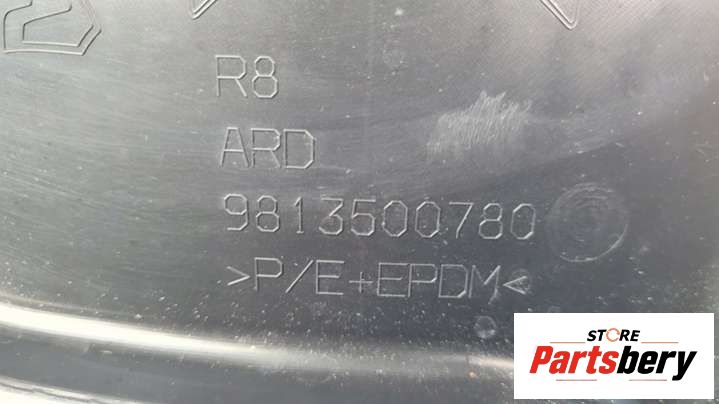 R8
ARD
9813500780
>P/E+EPDM<
STORE
Partsbery